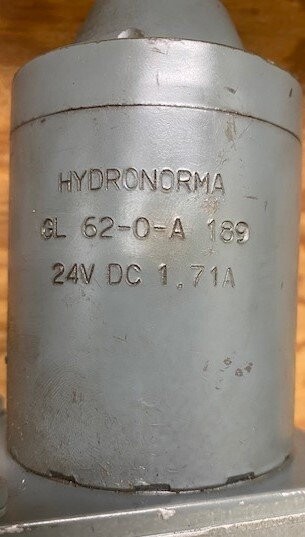 HYDRONORMA
GL 62-0-A 189
24V DC 1.71A